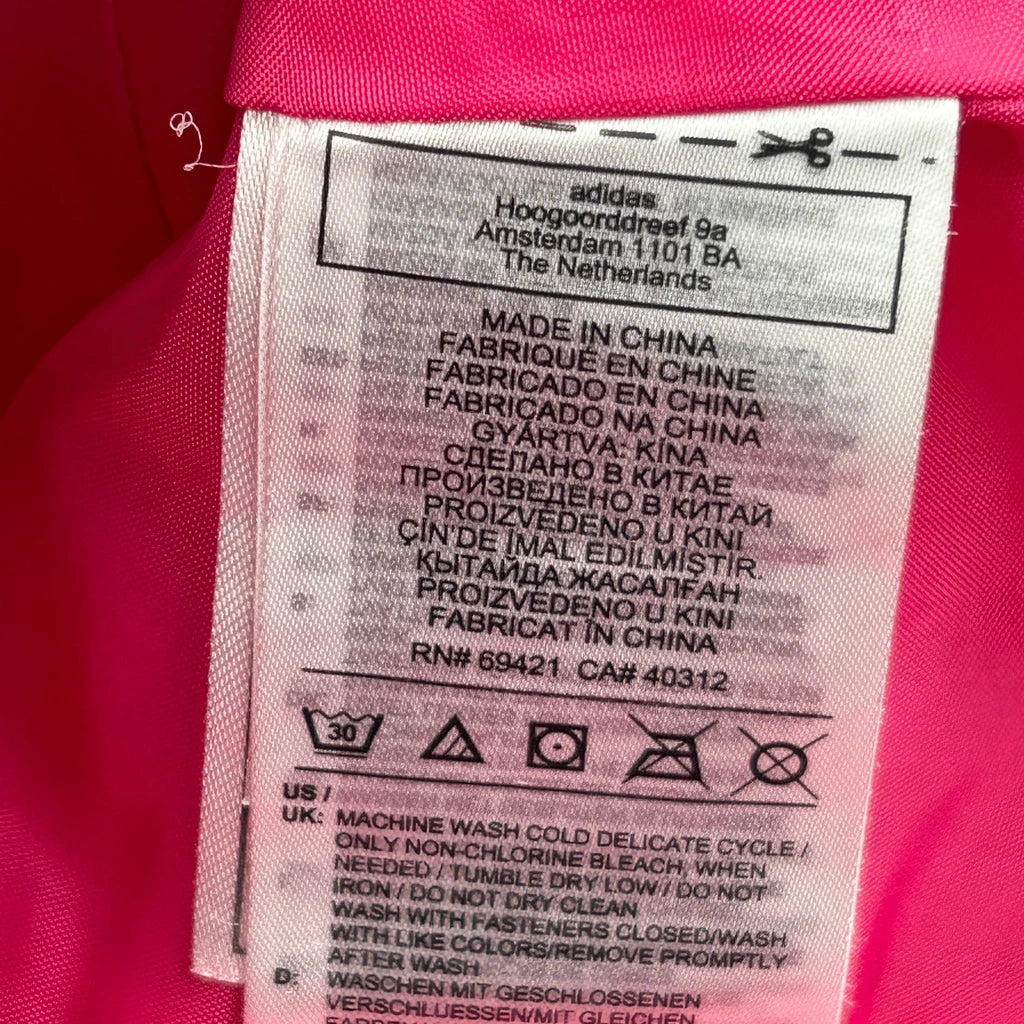 adidas
Hoogoorddreef 9a
Amsterdam 1101 BA
The Netherlands
MADE IN CHINA
FABRIQUÉ EN CHINE
FABRICADO EN CHINA
FABRICADO NA CHINA
GYÁRTVA: KÍNA
СДЕЛАНО В КИТАЕ
ПРОИЗВЕДЕНО В КИТАЙ
PROIZVEDENO U KINI
ÇİN'DE İMAL EDİLMİŞTİR.
ҚЫТАЙДА ЖАСАЛҒАН
PROIZVEDENO U KINI
FABRICAT ÎN CHINA
RN# 69421 CA# 40312
30
US /
UK: MACHINE WASH COLD DELICATE CYCLE /
ONLY NON-CHLORINE BLEACH, WHEN
NEEDED / TUMBLE DRY LOW / DO NOT
IRON / DO NOT DRY CLEAN
WASH WITH FASTENERS CLOSED/WASH
WITH LIKE COLORS/REMOVE PROMPTLY
AFTER WASH
D: WASCHEN MIT GESCHLOSSENEN
VERSCHLUESSEN/MIT GLEICHEN